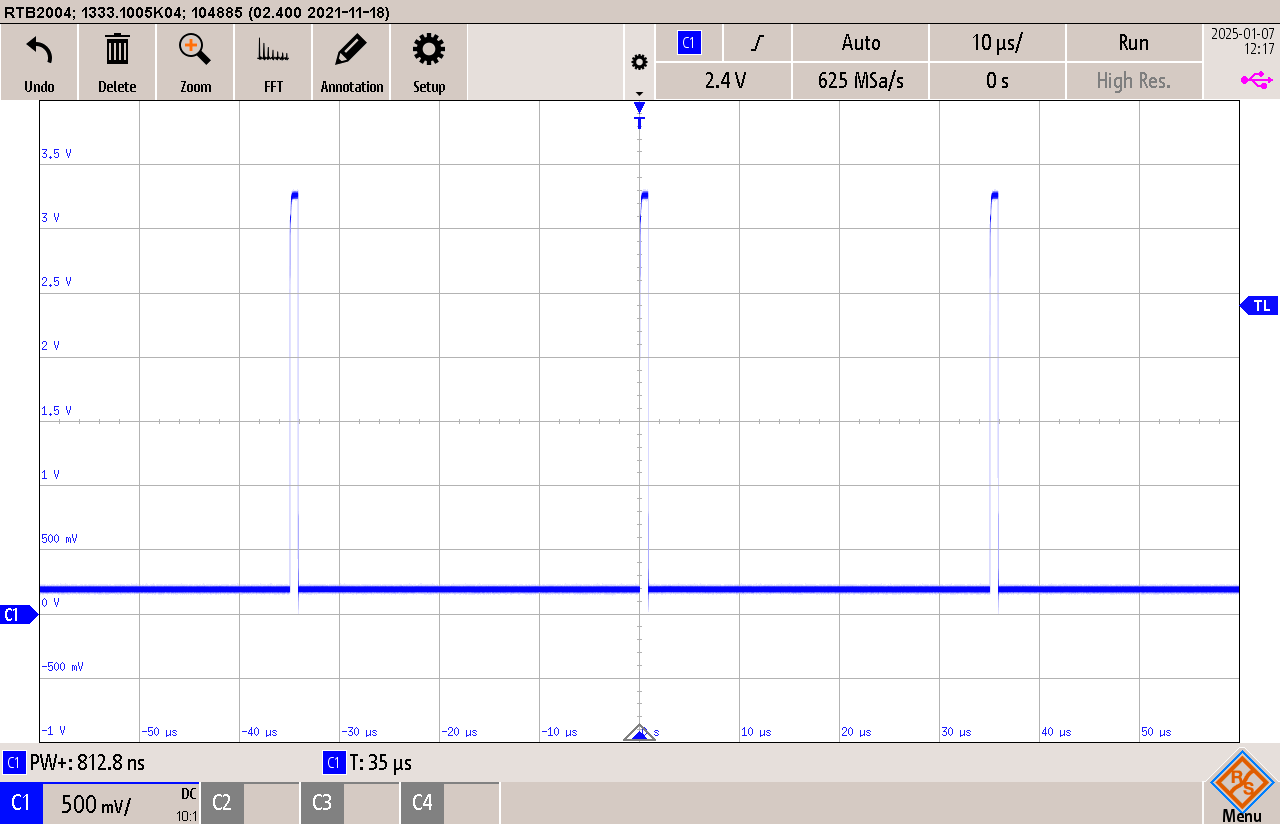 RTB2004; 1333.1005K04; 104885 (02.400 2021-11-18)
Undo Delete Zoom FFT Annotation Setup
C1 Auto 10 µs/ Run
2.4 V 625 MSa/s 0 s High Res.
2025-01-07
12:17
T
3.5 V
3 V
2.5 V
TL
2 V
1.5 V
1 V
500 mV
0 V
C1
-500 mV
-1 V -50 µs -40 µs -30 µs -20 µs -10 µs 10 µs 20 µs 30 µs 40 µs 50 µs
C1 PW+: 812.8 ns C1 T: 35 µs
C1 500 mV/ DC 10:1 C2 C3 C4
R S
Menu